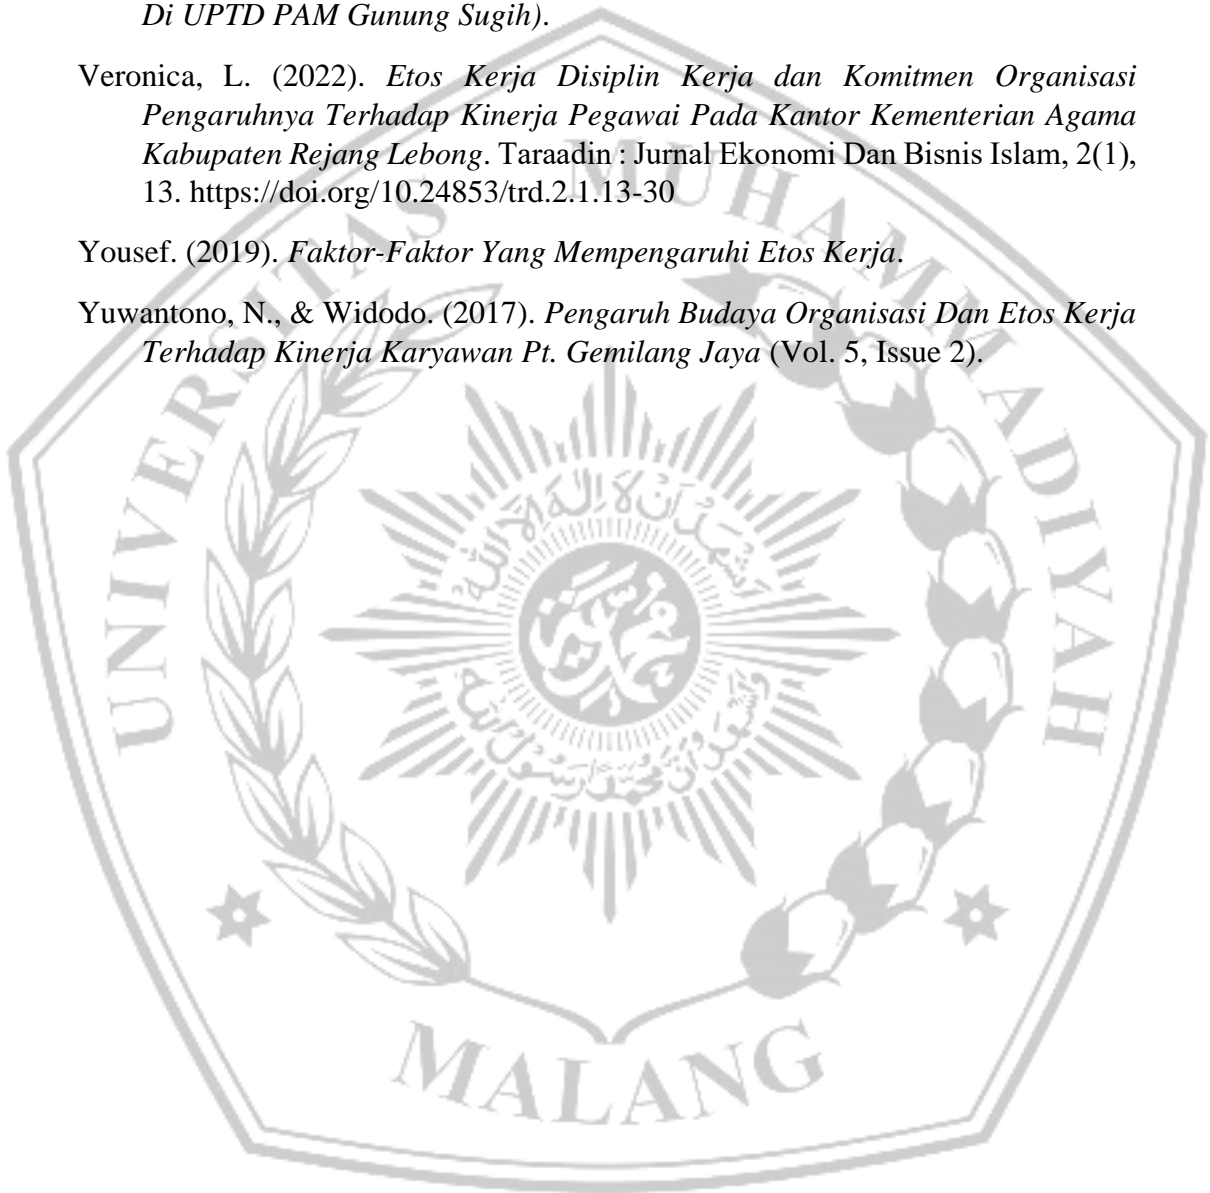 Di UPTD PAM Gunung Sugih).
Veronica, L. (2022). Etos Kerja Disiplin Kerja dan Komitmen Organisasi
Pengaruhnya Terhadap Kinerja Pegawai Pada Kantor Kementerian Agama
Kabupaten Rejang Lebong. Taraadin : Jurnal Ekonomi Dan Bisnis Islam, 2(1),
13. https://doi.org/10.24853/trd.2.1.13-30
Yousef. (2019). Faktor-Faktor Yang Mempengaruhi Etos Kerja.
Yuwantono, N., & Widodo. (2017). Pengaruh Budaya Organisasi Dan Etos Kerja
Terhadap Kinerja Karyawan Pt. Gemilang Jaya (Vol. 5, Issue 2).
UNIVERSITAS MUHAMMADIYAH
MALANG